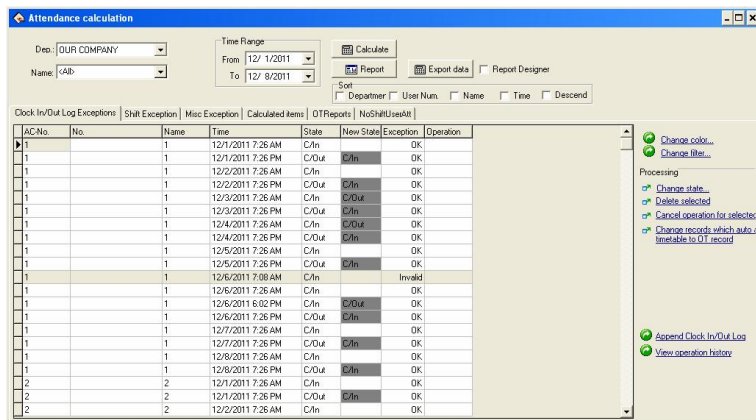 Attendance calculation
Dep.: OUR COMPANY
Name: <All>
Time Range
From 12/ 1/2011
To 12/ 8/2011
Calculate
Report
Export data
Report Designer
Sort
Departmer User Num. Name Time Descend
Clock In/Out Log Exceptions Shift Exception Misc Exception Calculated items OTReports NoShiftUserAtt
AC-No. No. Name Time State New State Exception Operation
1 1 12/1/2011 7:26 AM C/In OK
1 1 12/1/2011 7:26 PM C/Out C/In OK
1 1 12/2/2011 7:26 AM C/In OK
1 1 12/2/2011 7:26 PM C/Out C/In OK
1 1 12/3/2011 7:26 AM C/In C/Out OK
1 1 12/3/2011 7:26 PM C/Out C/In OK
1 1 12/4/2011 7:26 AM C/In C/Out OK
1 1 12/4/2011 7:26 PM C/Out C/In OK
1 1 12/5/2011 7:26 AM C/In OK
1 1 12/5/2011 7:26 PM C/Out C/In OK
1 1 12/6/2011 7:08 AM C/In Invalid
1 1 12/6/2011 7:26 AM C/In OK
1 1 12/6/2011 6:02 PM C/In C/Out OK
1 1 12/6/2011 7:26 PM C/Out C/In OK
1 1 12/7/2011 7:26 AM C/In OK
1 1 12/7/2011 7:26 PM C/Out C/In OK
1 1 12/8/2011 7:26 AM C/In OK
1 1 12/8/2011 7:26 PM C/Out C/In OK
2 2 12/1/2011 7:26 AM C/In OK
2 2 12/1/2011 7:26 PM C/Out C/In OK
2 2 12/2/2011 7:26 AM C/In OK
Change color...
Change filter...
Processing
Change state...
Delete selected
Cancel operation for selected
Change records which auto a
timetable to OT record
Append Clock In/Out Log
View operation history